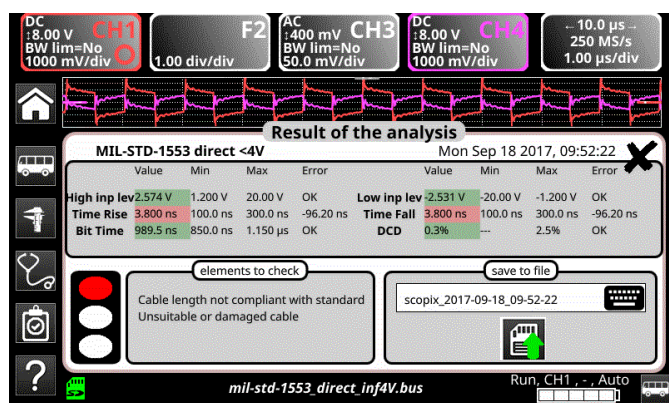 DC
↕8.00 V CH1
BW lim=No
1000 mV/div
F2
1.00 div/div
AC
↕400 mV CH3
BW lim=No
50.0 mV/div
DC
↕8.00 V CH4
BW lim=No
1000 mV/div
←10.0 µs→
250 MS/s
1.00 µs/div
Result of the analysis
MIL-STD-1553 direct <4V Mon Sep 18 2017, 09:52:22
Value Min Max Error Value Min Max Error
High inp lev 2.574 V 1.200 V 20.00 V OK Low inp lev -2.531 V -20.00 V -1.200 V OK
Time Rise 3.800 ns 100.0 ns 300.0 ns -96.20 ns Time Fall 3.800 ns 100.0 ns 300.0 ns -96.20 ns
Bit Time 989.5 ns 850.0 ns 1.150 µs OK DCD 0.3% --- 2.5% OK
elements to check
Cable length not compliant with standard
Unsuitable or damaged cable
save to file
scopix_2017-09-18_09-52-22
?
mil-std-1553_direct_inf4V.bus
Run, CH1 , - , Auto